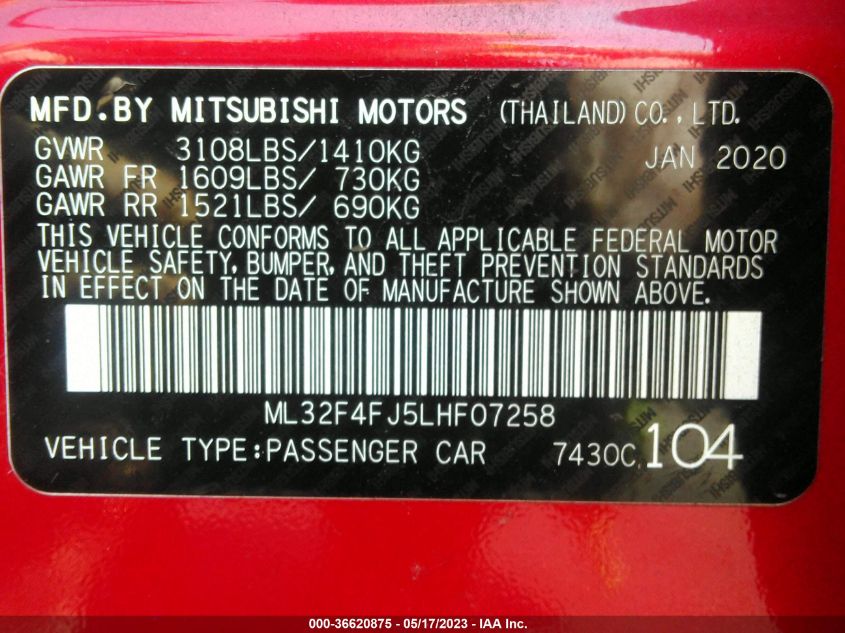 MFD.BY MITSUBISHI MOTORS (THAILAND) CO., LTD.
GVWR 3108LBS/1410KG JAN 2020
GAWR FR 1609LBS/ 730KG
GAWR RR 1521LBS/ 690KG
THIS VEHICLE CONFORMS TO ALL APPLICABLE FEDERAL MOTOR
VEHICLE SAFETY, BUMPER, AND THEFT PREVENTION STANDARDS
IN EFFECT ON THE DATE OF MANUFACTURE SHOWN ABOVE.
ML32F4FJ5LHF07258
VEHICLE TYPE:PASSENGER CAR 7430C 104
000-36620875 - 05/17/2023 - IAA Inc.